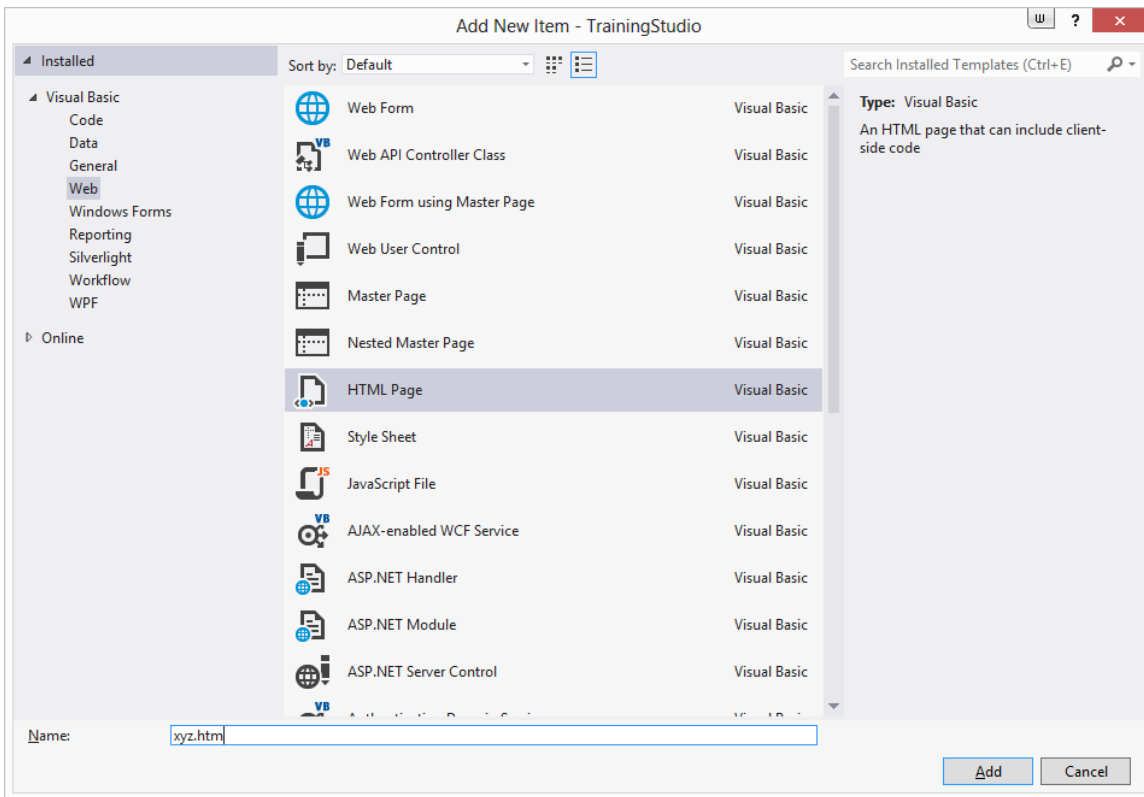 Add New Item - TrainingStudio
W ? ×
Installed
Visual Basic
Code
Data
General
Web
Windows Forms
Reporting
Silverlight
Workflow
WPF
Online
Sort by: Default
Web Form Visual Basic
VB Web API Controller Class Visual Basic
Web Form using Master Page Visual Basic
Web User Control Visual Basic
Master Page Visual Basic
Nested Master Page Visual Basic
HTML Page Visual Basic
A Style Sheet Visual Basic
JS JavaScript File Visual Basic
VB AJAX-enabled WCF Service Visual Basic
ASP.NET Handler Visual Basic
ASP.NET Module Visual Basic
ASP.NET Server Control Visual Basic
VB
Search Installed Templates (Ctrl+E)
Type: Visual Basic
An HTML page that can include client-
side code
Name: xyz.htm
Add Cancel